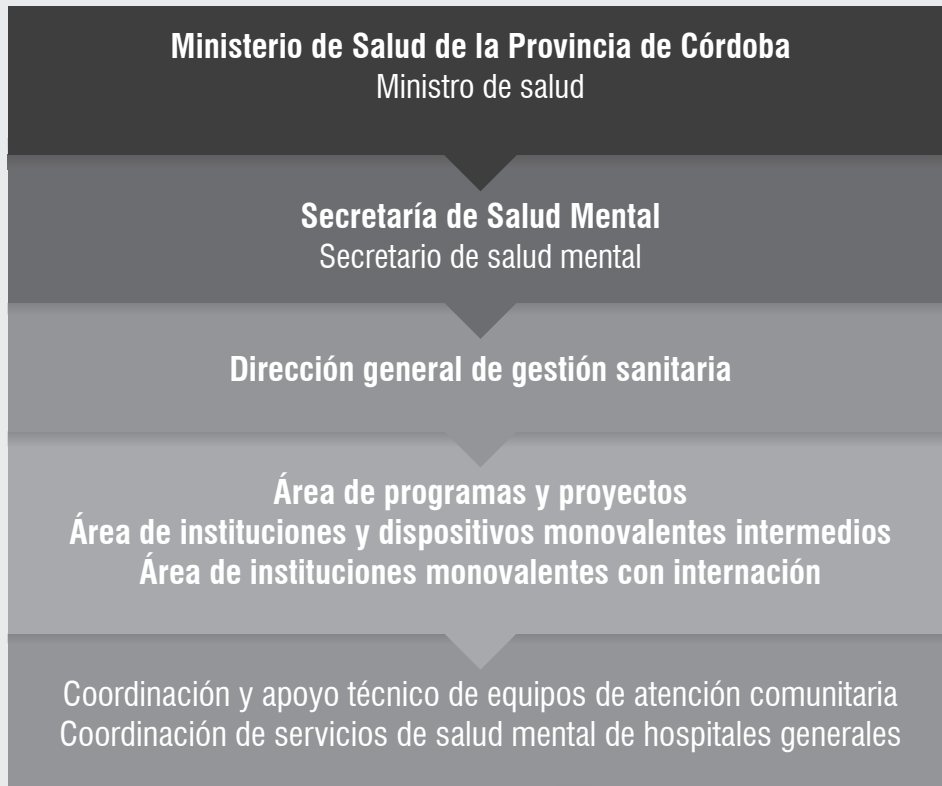 Ministerio de Salud de la Provincia de Córdoba
Ministro de salud
Secretaría de Salud Mental
Secretario de salud mental
Dirección general de gestión sanitaria
Área de programas y proyectos
Área de instituciones y dispositivos monovalentes intermedios
Área de instituciones monovalentes con internación
Coordinación y apoyo técnico de equipos de atención comunitaria
Coordinación de servicios de salud mental de hospitales generales